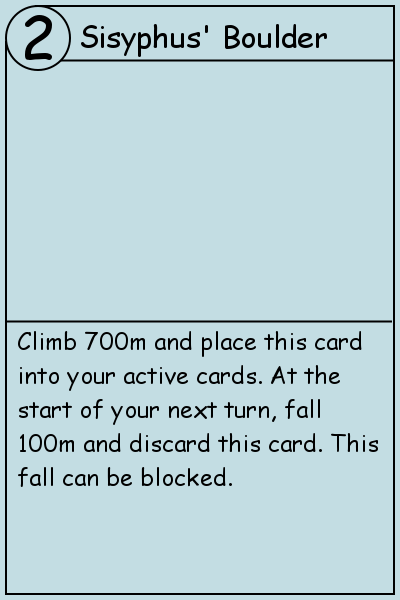 2 Sisyphus' Boulder
Climb 700m and place this card
into your active cards. At the
start of your next turn, fall
100m and discard this card. This
fall can be blocked.